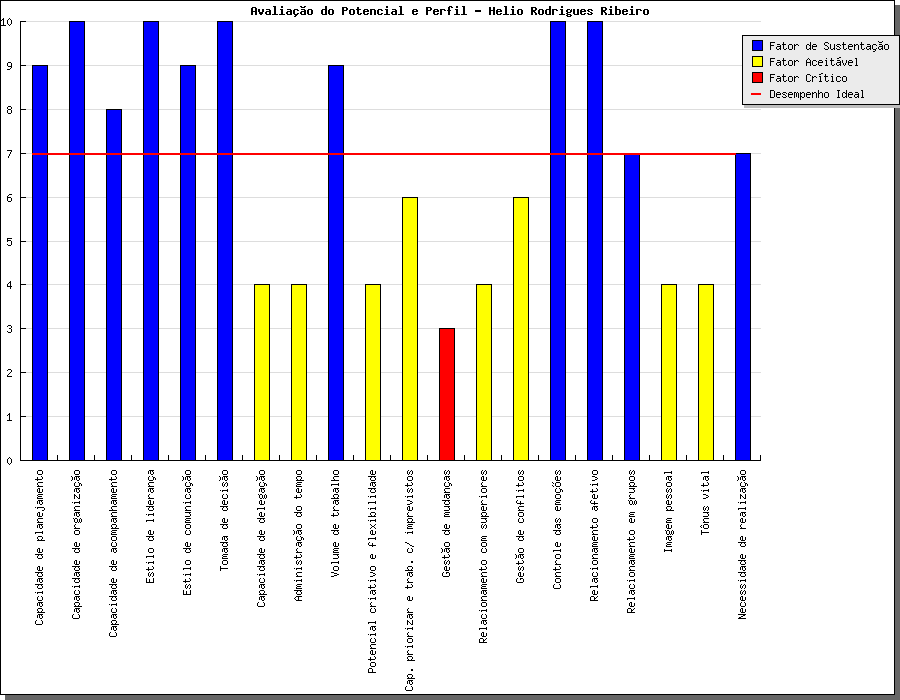 Avaliação do Potencial e Perfil - Helio Rodrigues Ribeiro
Fator de Sustentação
Fator Aceitável
Fator Crítico
Desempenho Ideal
10
9
8
7
6
5
4
3
2
1
0
Capacidade de planejamento
Capacidade de organização
Capacidade de acompanhamento
Estilo de liderança
Estilo de comunicação
Tomada de decisão
Capacidade de delegação
Administração do tempo
Volume de trabalho
Potencial criativo e flexibilidade
Cap. priorizar e trab. c/ imprevistos
Gestão de mudanças
Relacionamento com superiores
Gestão de conflitos
Controle das emoções
Relacionamento afetivo
Relacionamento em grupos
Imagem pessoal
Tônus vital
Necessidade de realização